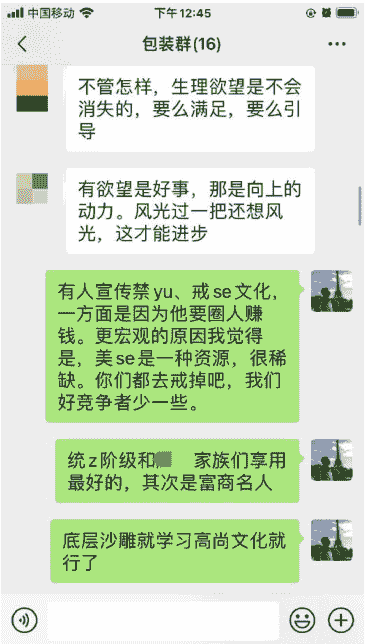 中国移动
下午12:45
包装群(16)
不管怎样，生理欲望是不会
消失的，要么满足，要么引
导
有欲望是好事，那是向上的
动力。风光过一把还想风
光，这才能进步
有人宣传禁yu、戒se文化，
一方面是因为他要圈人赚
钱。更宏观的原因我觉得
是，美se是一种资源，很稀
缺。你们都去戒掉吧，我们
好竞争者少一些。
统z阶级和 家族们享用
最好的，其次是富商名人
底层沙雕就学习高尚文化就
行了